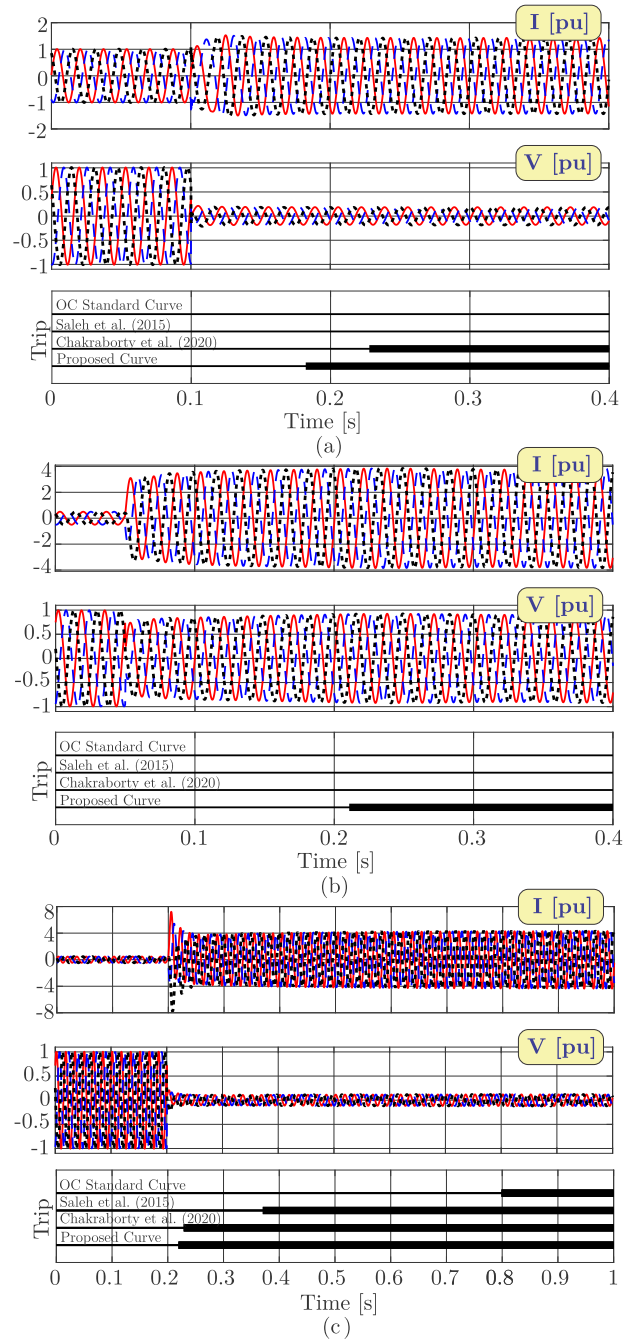 I [pu]
2
1
0
-1
-2
V [pu]
1
0.5
0
-0.5
-1
Trip
OC Standard Curve
Saleh et al. (2015)
Chakraborty et al. (2020)
Proposed Curve
0 0.1 0.2 0.3 0.4
Time [s]
(a)
I [pu]
4
2
0
-2
-4
V [pu]
1
0.5
0
-0.5
-1
Trip
OC Standard Curve
Saleh et al. (2015)
Chakraborty et al. (2020)
Proposed Curve
0 0.1 0.2 0.3 0.4
Time [s]
(b)
I [pu]
8
4
0
-4
-8
V [pu]
1
0.5
0
-0.5
-1
Trip
OC Standard Curve
Saleh et al. (2015)
Chakraborty et al. (2020)
Proposed Curve
0 0.1 0.2 0.3 0.4 0.5 0.6 0.7 0.8 0.9 1
Time [s]
(c)